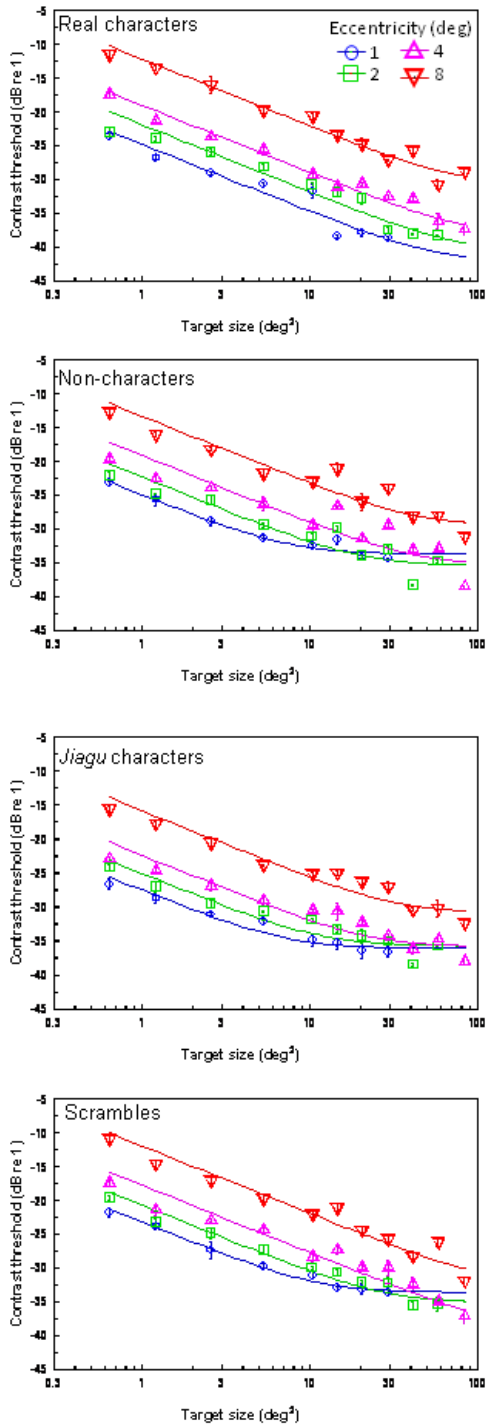 Real characters
Eccentricity (deg)
1 4
2 8
Contrast threshold (dB re 1)
-5
-10
-15
-20
-25
-30
-35
-40
-45
0.3 1 3 10 30 100
Target size (deg²)
Non-characters
Contrast threshold (dB re 1)
-5
-10
-15
-20
-25
-30
-35
-40
-45
0.3 1 3 10 30 100
Target size (deg²)
Jiagu characters
Contrast threshold (dB re 1)
-5
-10
-15
-20
-25
-30
-35
-40
-45
0.3 1 3 10 30 100
Target size (deg²)
Scrambles
Contrast threshold (dB re 1)
-5
-10
-15
-20
-25
-30
-35
-40
-45
0.3 1 3 10 30 100
Target size (deg²)